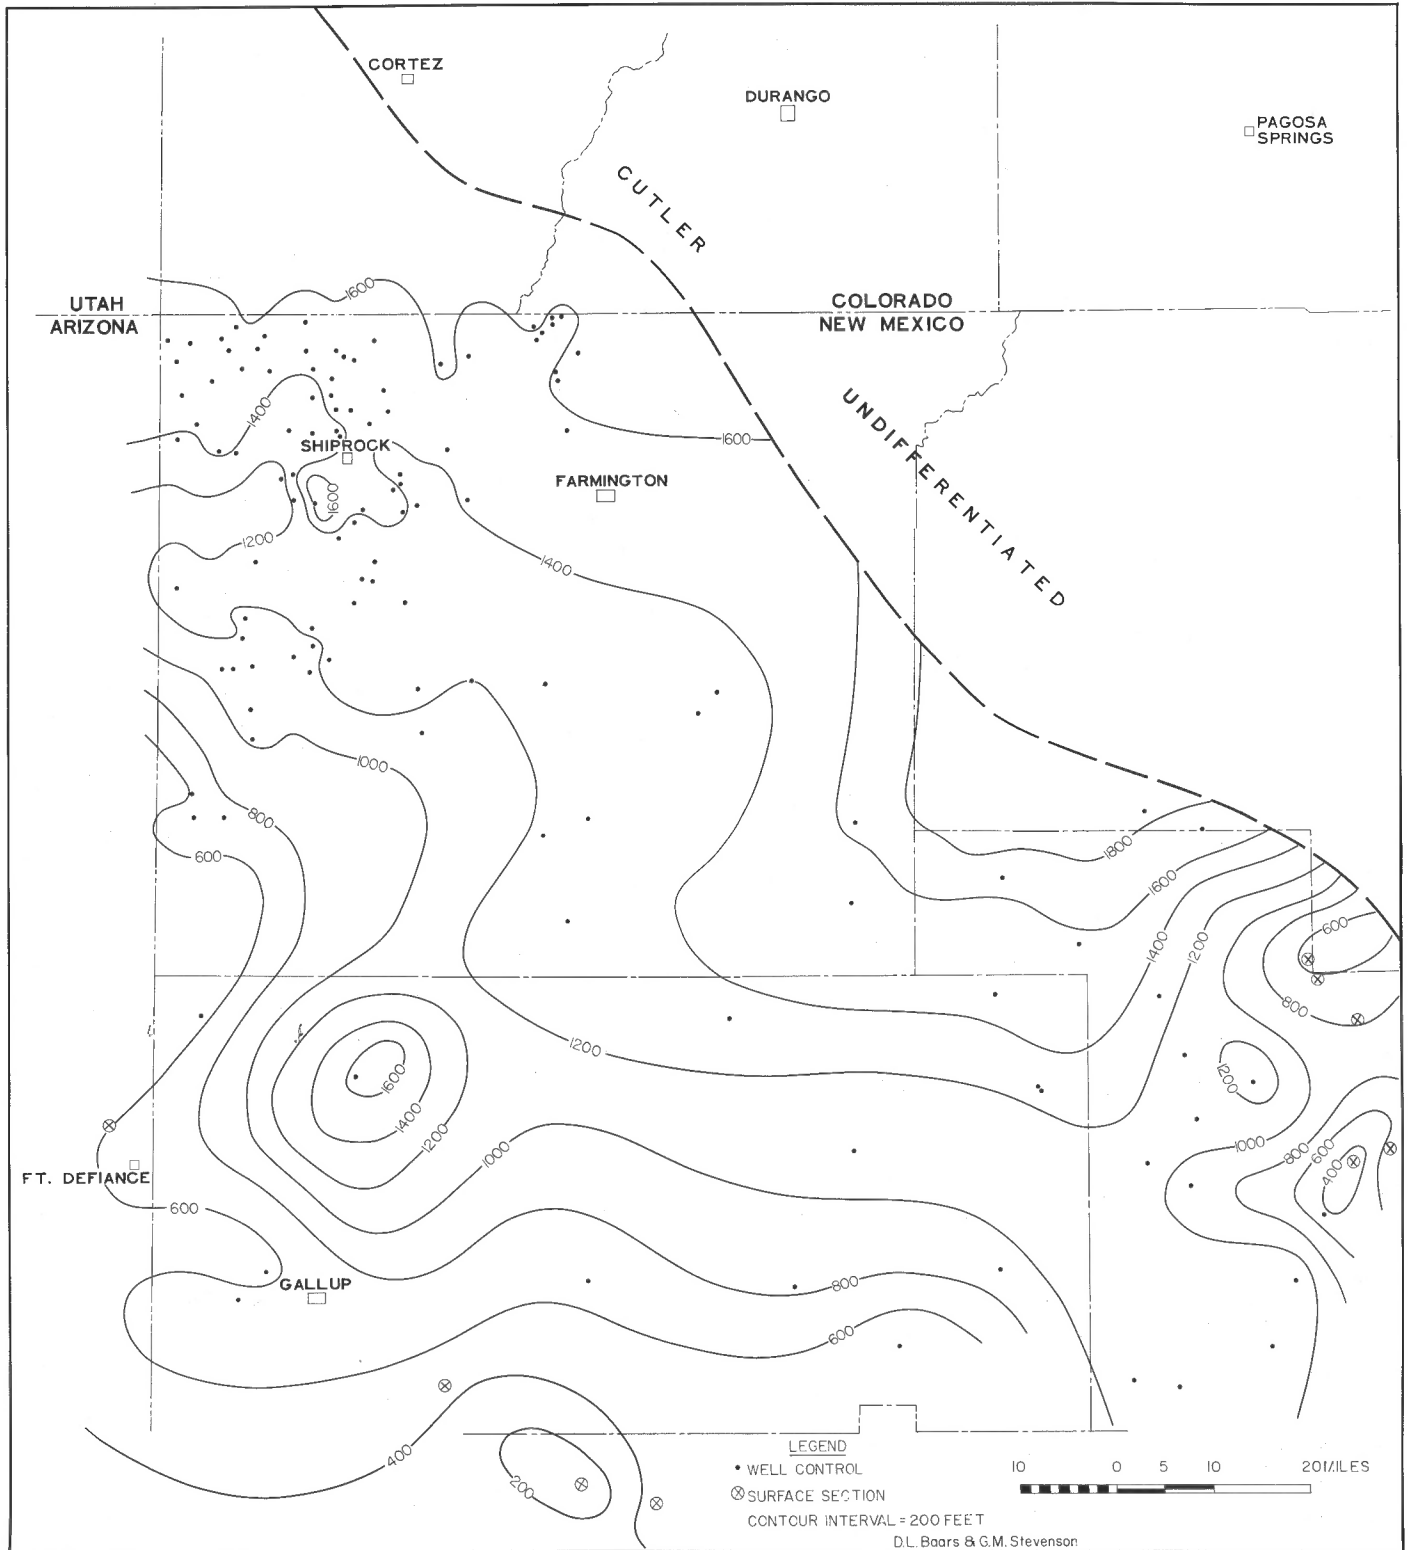 CORTEZ
DURANGO
PAGOSA
SPRINGS
CUTLER
1600
UTAH
ARIZONA
COLORADO
NEW MEXICO
1400
UNDIFFERENTIATED
SHIPROCK
1600
FARMINGTON
1600
1200
1400
1000
800
600
1800
1600
600
1400
1200
800
1200
1600
1200
1400
1200
1000
1000
800
600
400
FT. DEFIANCE
600
GALLUP
800
600
400
200
LEGEND
WELL CONTROL
SURFACE SECTION
CONTOUR INTERVAL = 200 FEET
10 0 5 10 20 MILES
D.L. Baars & G.M. Stevenson